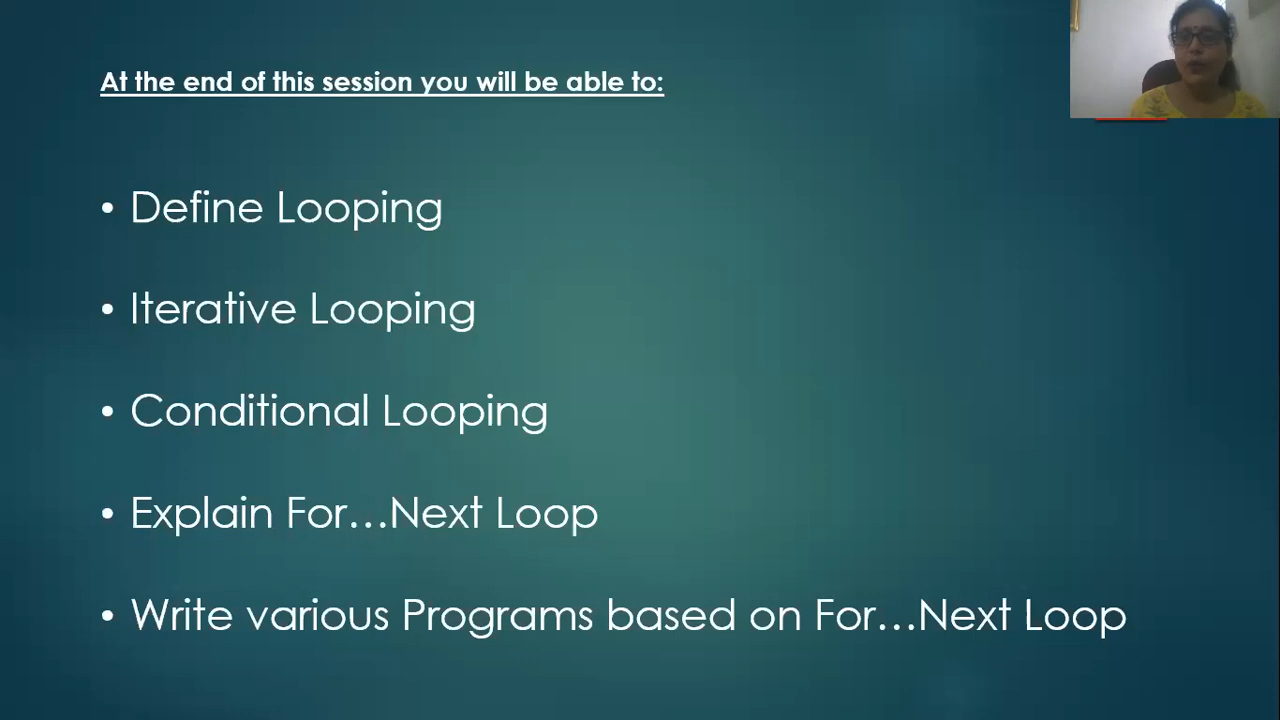 At the end of this session you will be able to:
• Define Looping
• Iterative Looping
• Conditional Looping
• Explain For…Next Loop
• Write various Programs based on For…Next Loop